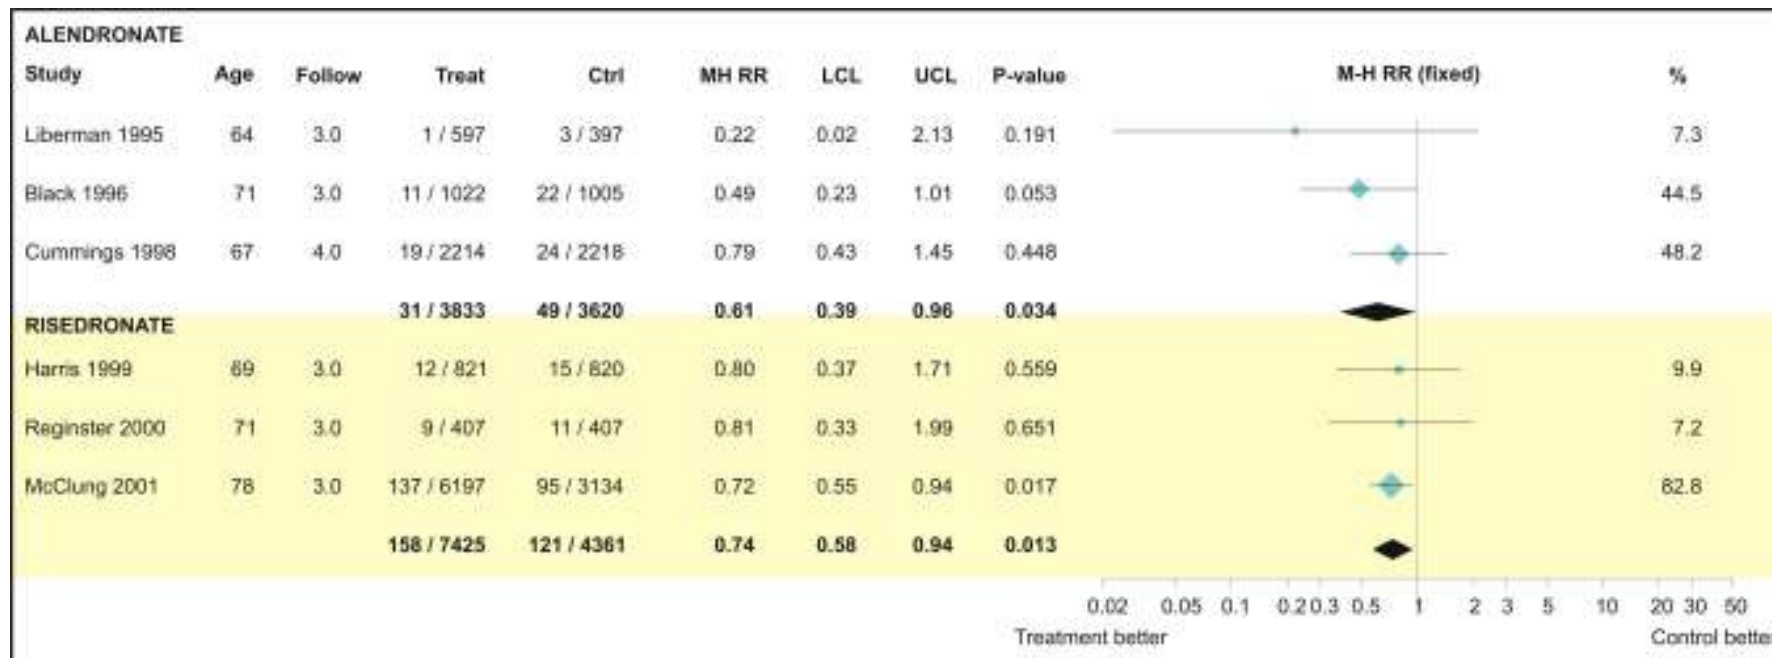 ALENDRONATE
Study Age Follow Treat Ctrl MH RR LCL UCL P-value M-H RR (fixed) %
Liberman 1995 64 3.0 1 / 597 3 / 397 0.22 0.02 2.13 0.191 7.3
Black 1996 71 3.0 11 / 1022 22 / 1005 0.49 0.23 1.01 0.053 44.5
Cummings 1998 67 4.0 19 / 2214 24 / 2218 0.79 0.43 1.45 0.448 48.2
31 / 3833 49 / 3620 0.61 0.39 0.96 0.034
RISEDRONATE
Harris 1999 69 3.0 12 / 821 15 / 820 0.80 0.37 1.71 0.559 9.9
Reginster 2000 71 3.0 9 / 407 11 / 407 0.81 0.33 1.99 0.651 7.2
McClung 2001 78 3.0 137 / 6197 95 / 3134 0.72 0.55 0.94 0.017 82.8
158 / 7425 121 / 4361 0.74 0.58 0.94 0.013
0.02 0.05 0.1 0.2 0.3 0.5 1 2 3 5 10 20 30 50
Treatment better Control better